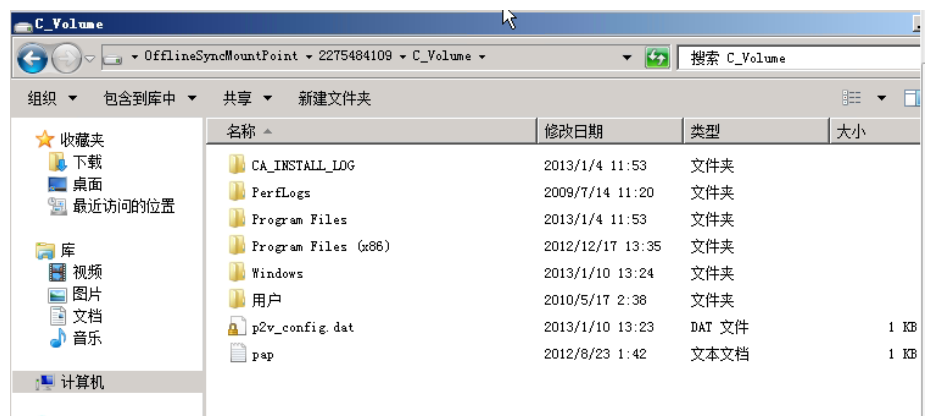 C_Volume
OfflineSyncMountPoint 2275484109 C_Volume 搜索 C_Volume
组织 包含到库中 共享 新建文件夹
名称 修改日期 类型 大小
收藏夹
下载
桌面
最近访问的位置
库
视频
图片
文档
音乐
计算机
CA_INSTALL_LOG 2013/1/4 11:53 文件夹
PerfLogs 2009/7/14 11:20 文件夹
Program Files 2013/1/4 11:53 文件夹
Program Files (x86) 2012/12/17 13:35 文件夹
Windows 2013/1/10 13:24 文件夹
用户 2010/5/17 2:38 文件夹
p2v_config.dat 2013/1/10 13:23 DAT 文件 1 KB
pap 2012/8/23 1:42 文本文档 1 KB